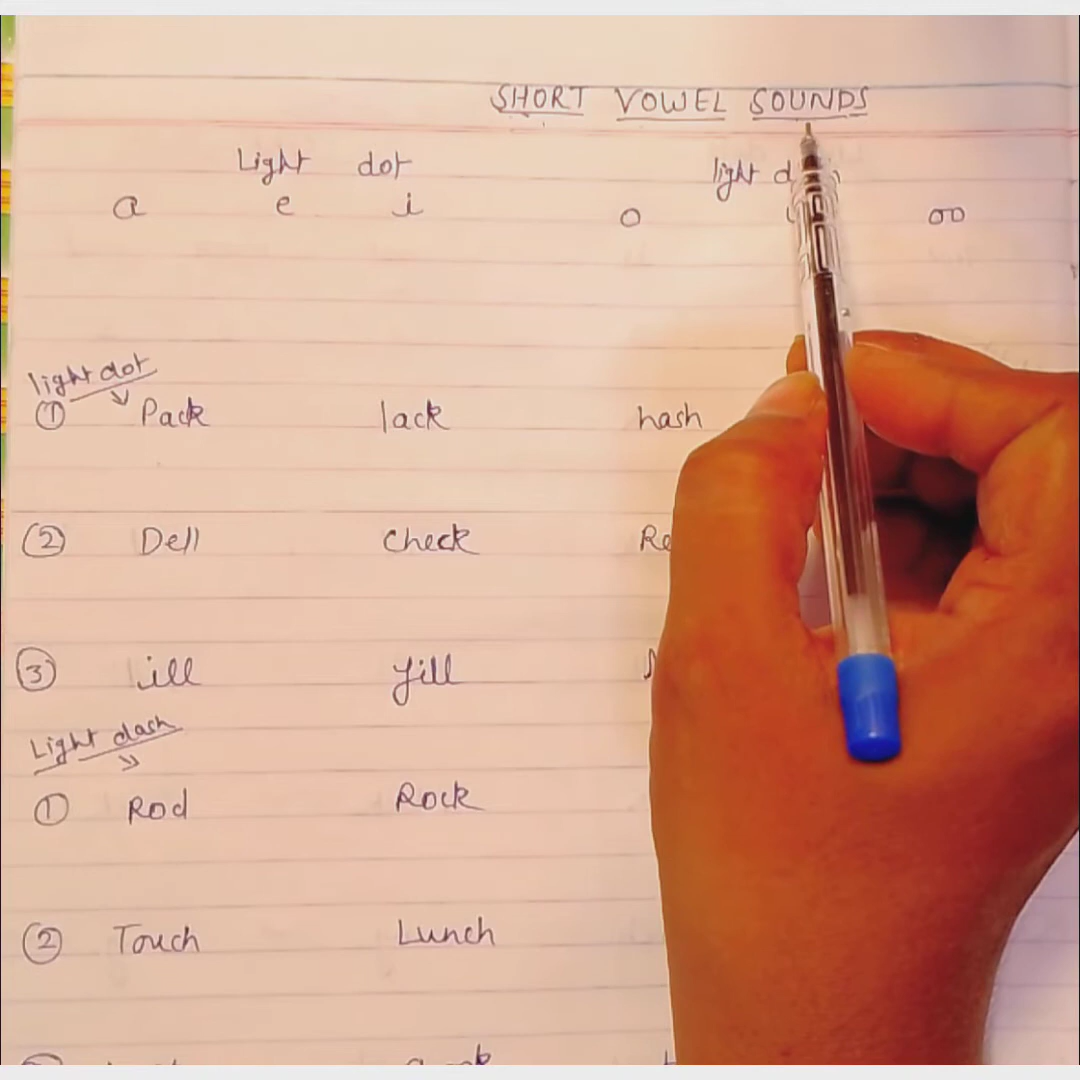 SHORT VOWEL SOUNDS
Light dot light
a e i o oo
light dot
① Pack lack hash
② Dell Check
③ ill Jill
Light dash
① Rod Rock
② Touch Lunch